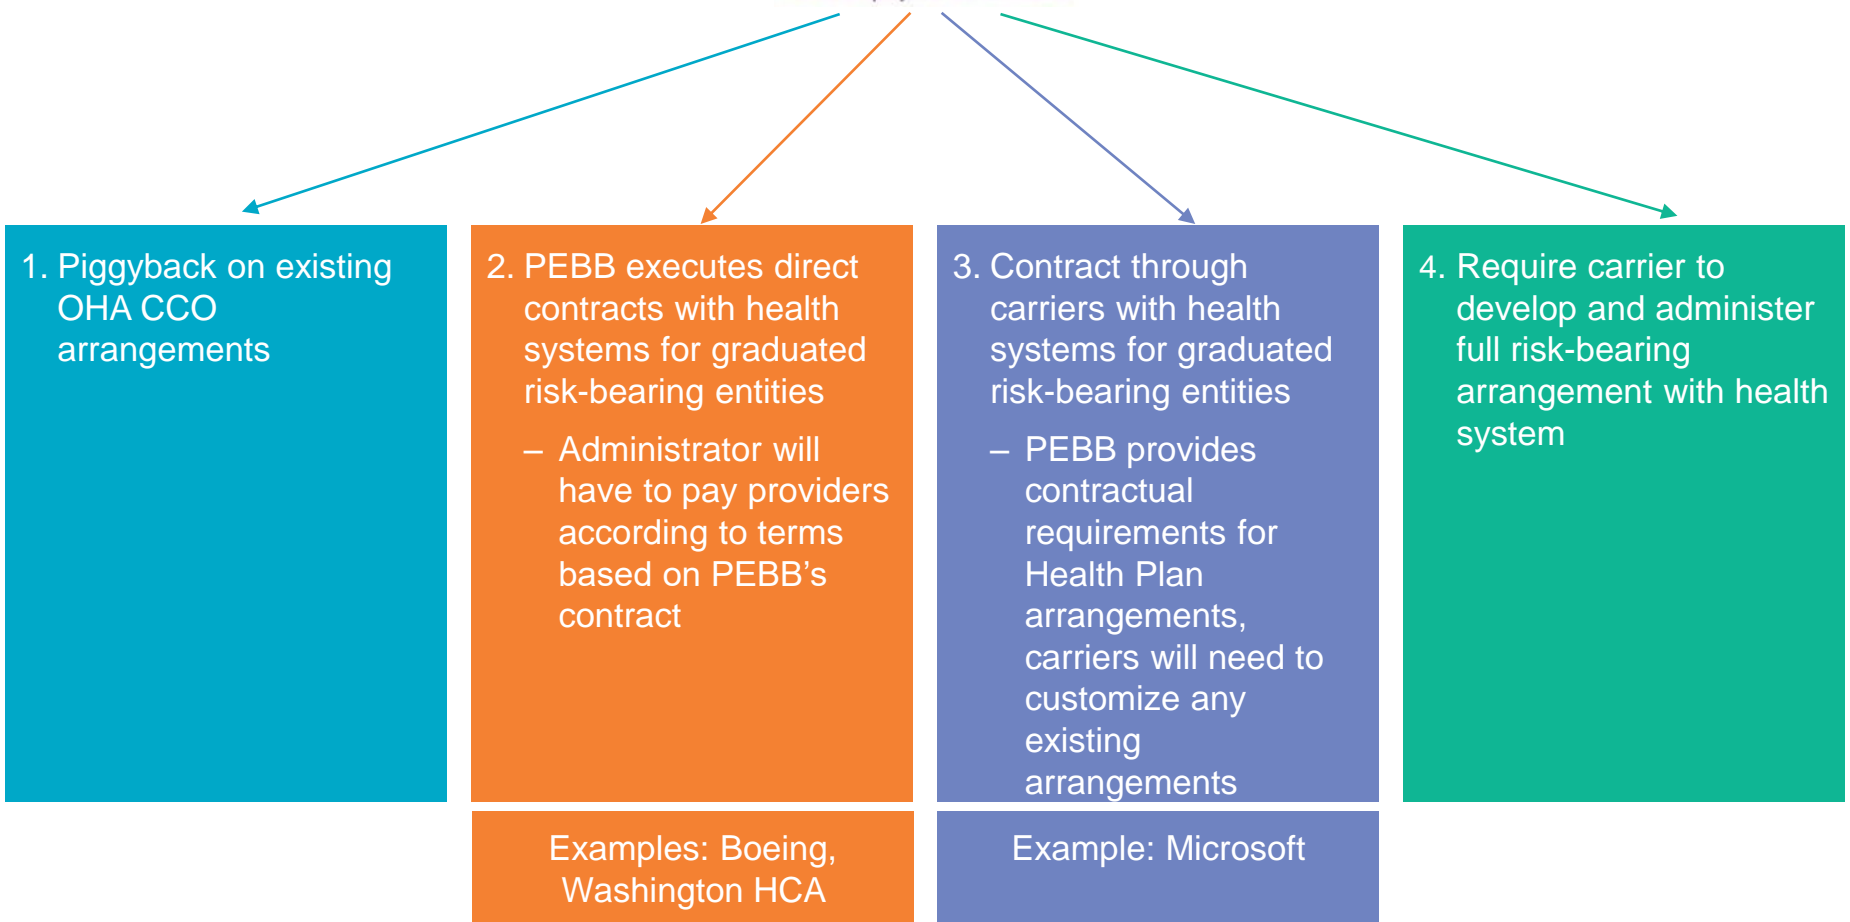 1. Piggyback on existing
OHA CCO
arrangements
2. PEBB executes direct
contracts with health
systems for graduated
risk-bearing entities
– Administrator will
have to pay providers
according to terms
based on PEBB’s
contract
Examples: Boeing,
Washington HCA
3. Contract through
carriers with health
systems for graduated
risk-bearing entities
– PEBB provides
contractual
requirements for
Health Plan
arrangements,
carriers will need to
customize any
existing
arrangements
Example: Microsoft
4. Require carrier to
develop and administer
full risk-bearing
arrangement with health
system